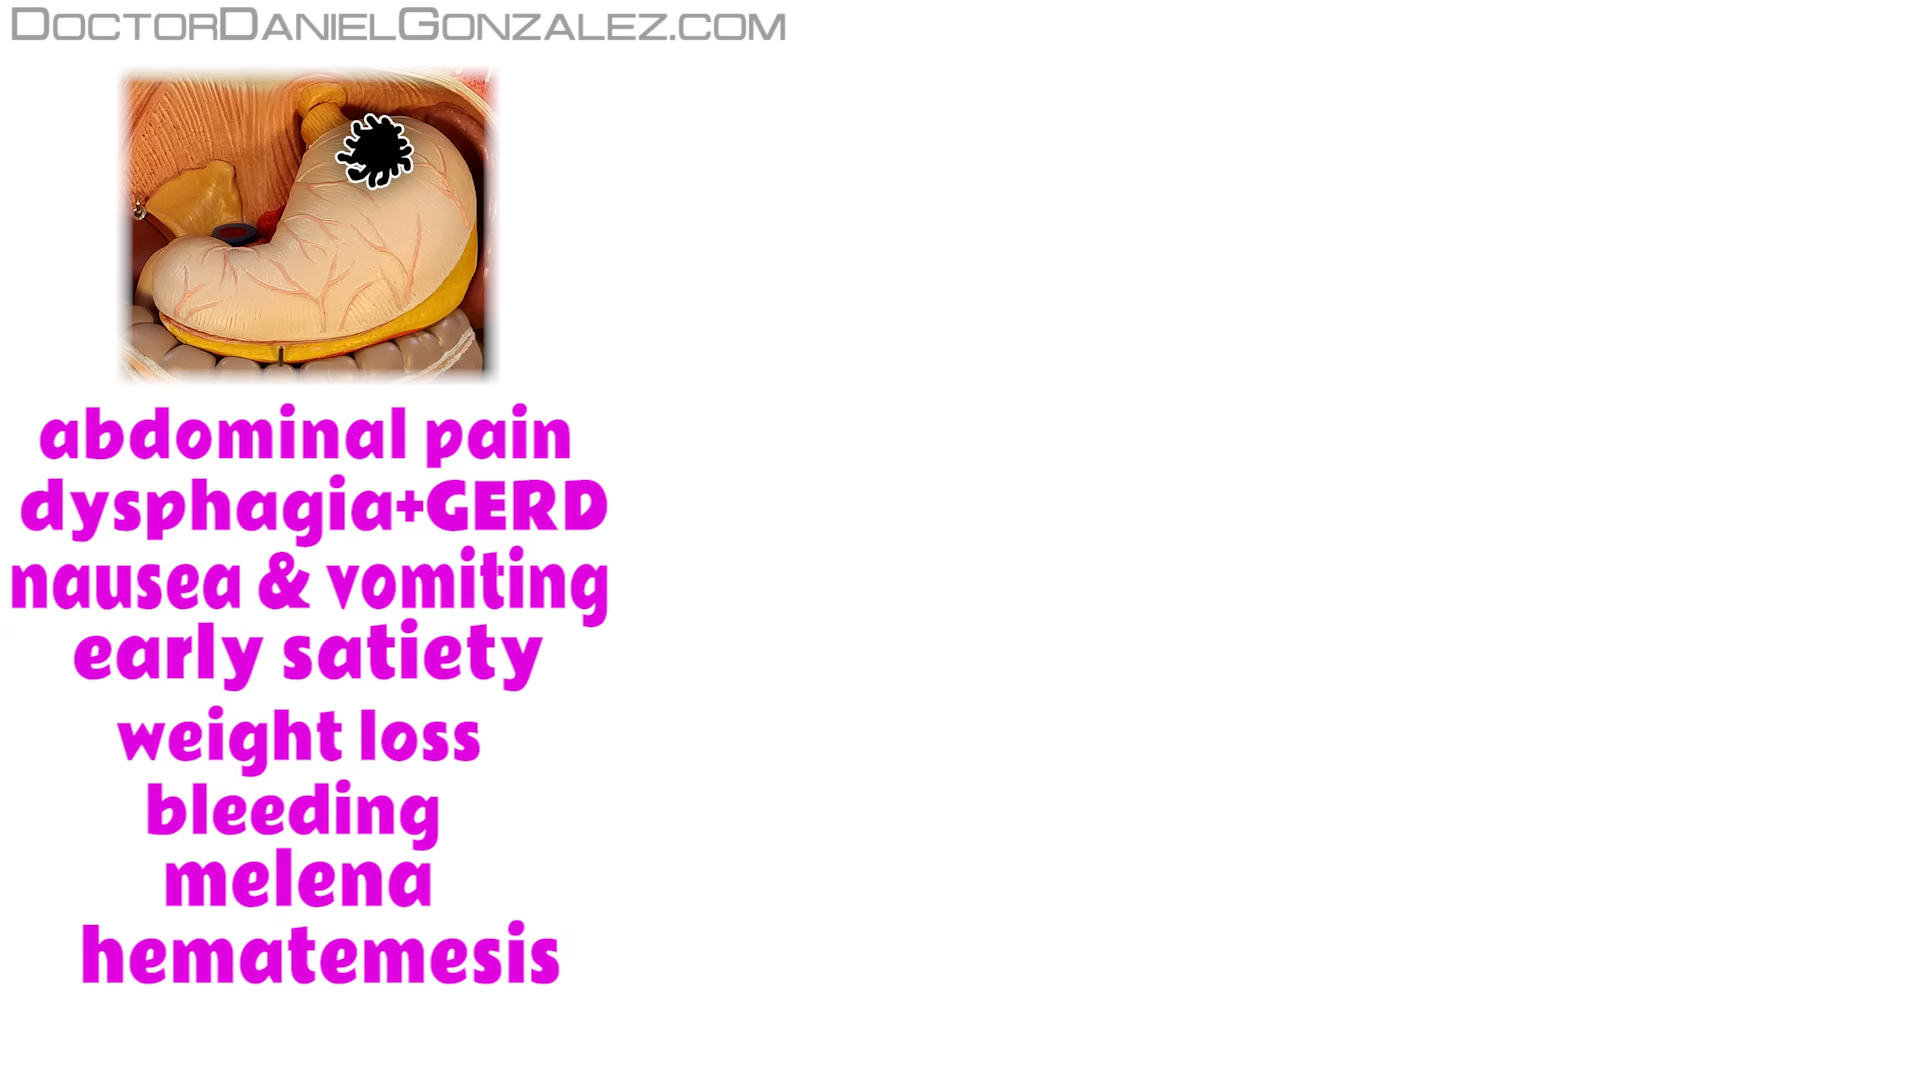 DoctorDanielGonzalez.com
abdominal pain
dysphagia+GERD
nausea & vomiting
early satiety
weight loss
bleeding
melena
hematemesis